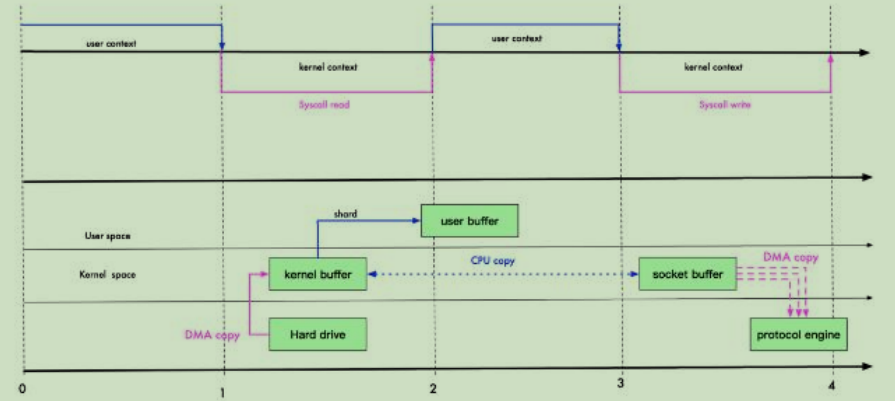 user context
user context
kernel context
kernel context
Syscall read
Syscall write
shard
user buffer
User space
CPU copy
DMA copy
Kernel space
kernel buffer
socket buffer
DMA copy
Hard drive
protocol engine
0
1
2
3
4